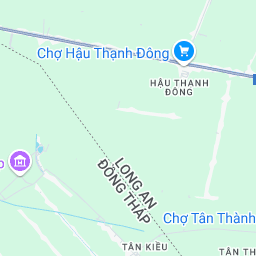 Chợ Hậu Thạnh Đông
HẬU THẠNH
ĐÔNG
LONG AN
ĐỒNG THÁP
Chợ Tân Thành
TÂN KIỀU